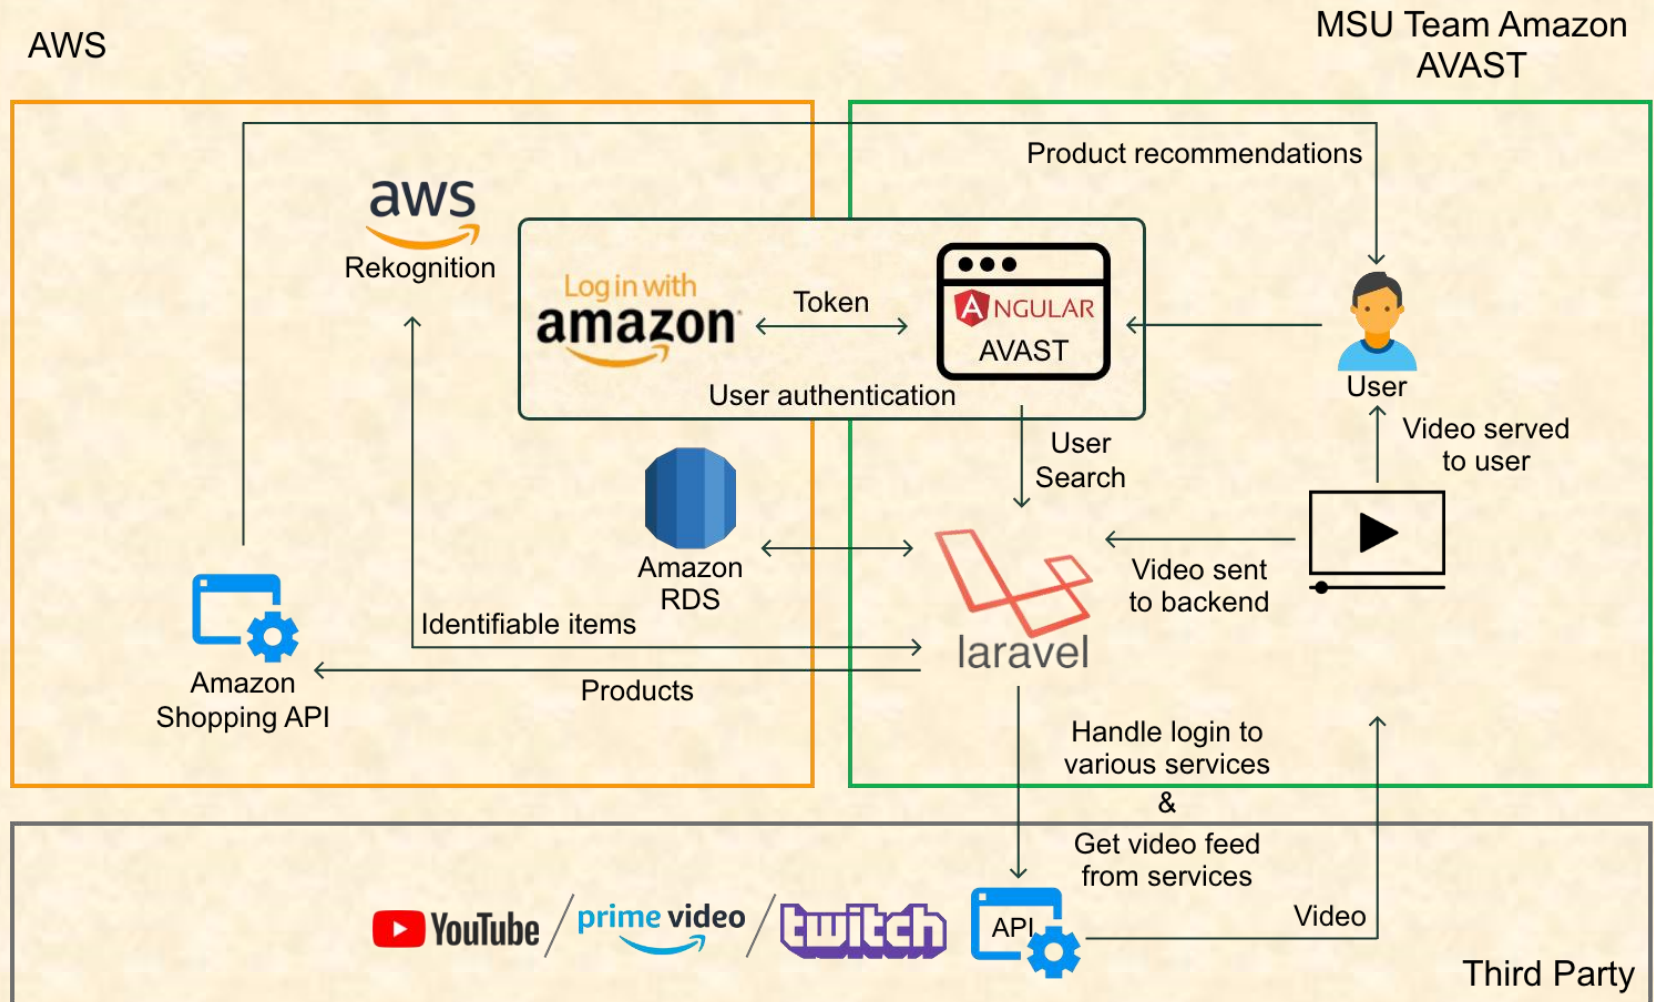 AWS
MSU Team Amazon
AVAST
Product recommendations
aws
Rekognition
Log in with
amazon
Token
ANGULAR
AVAST
User authentication
User
Video served
to user
User
Search
Amazon
RDS
Video sent
to backend
Identifiable items
laravel
Products
Amazon
Shopping API
Handle login to
various services
&
Get video feed
from services
YouTube
prime video
twitch
API
Video
Third Party